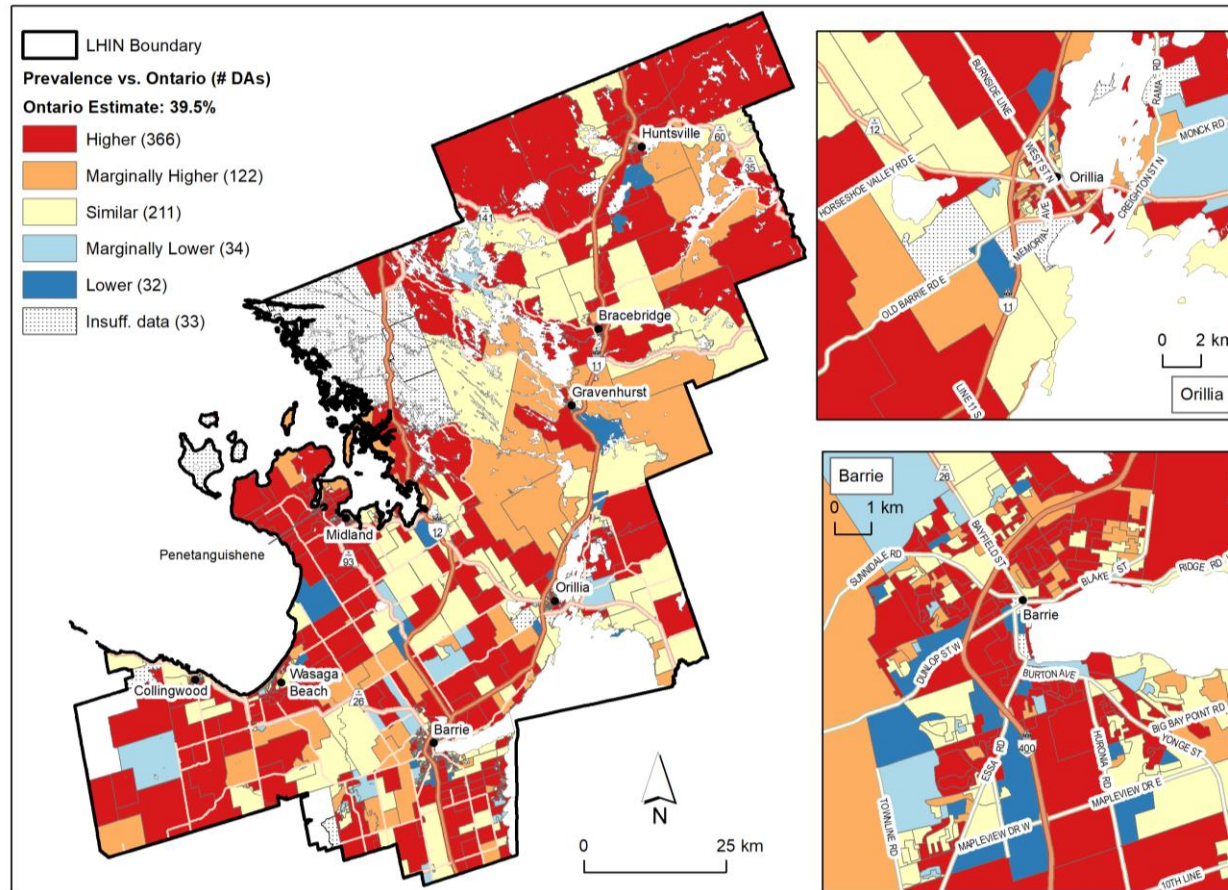 LHIN Boundary
Prevalence vs. Ontario (# DAs)
Ontario Estimate: 39.5%
Higher (366)
Marginally Higher (122)
Similar (211)
Marginally Lower (34)
Lower (32)
Insuff. data (33)
Huntsville
60
35
141
Bracebridge
11
Gravenhurst
Midland
12
Penetanguishene
93
Orillia
Wasaga
Beach
Collingwood
26
Barrie
N
0
25 km
BURNSIDE LINE
RAMA RD
12
MONCK RD
WEST ST N
Orillia
HORSESHOE VALLEY RD E
CREIGHTON ST N
MEMORIAL AVE
OLD BARRIE RD E
11
0 2 km
LINE 11 S
Orillia
Barrie
26
0 1 km
BAYFIELD ST
SUNNIDALE RD
BLAKE ST
RIDGE RD
Barrie
DUNLOP ST W
BURTON AVE
BIG BAY POINT RD
ESSA RD
400
HURONIA RD
YONGE ST
TOWNLINE RD
MAPLEVIEW DR E
MAPLEVIEW DR W
10TH LINE